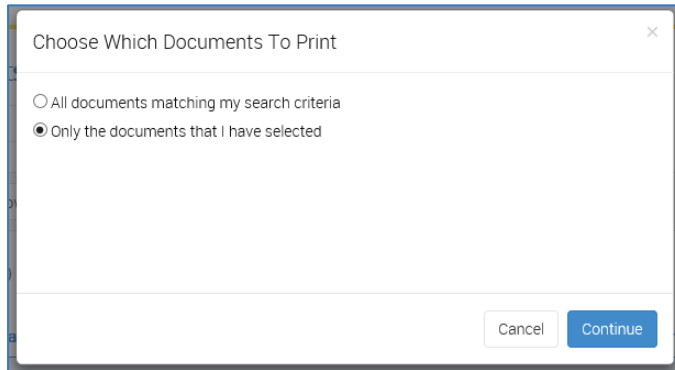 Choose Which Documents To Print
×
All documents matching my search criteria
Only the documents that I have selected
Cancel Continue